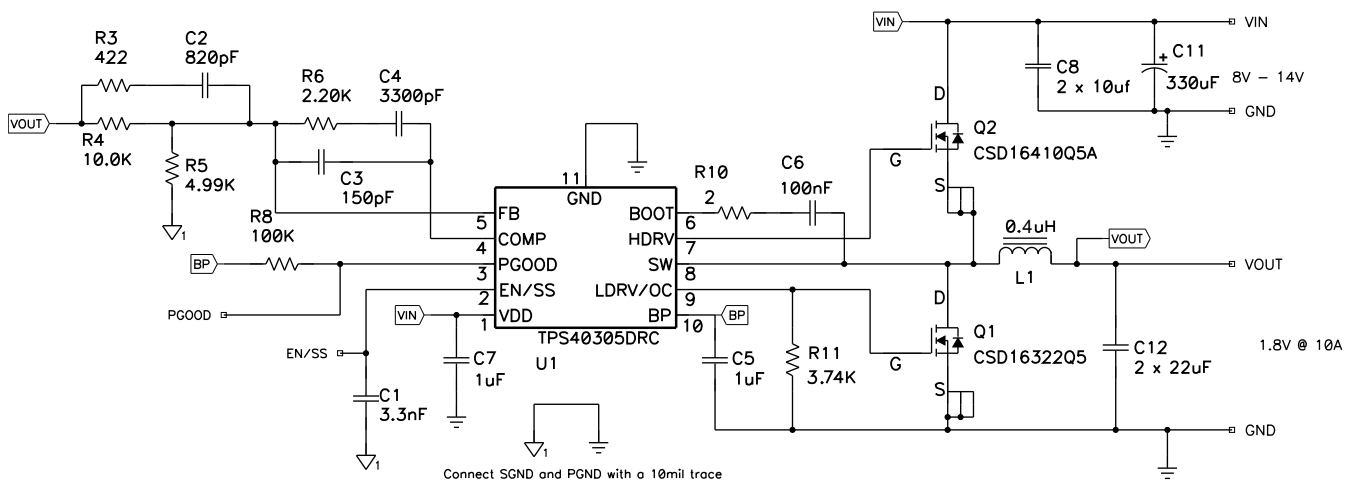 R3
422
C2
820pF
VOUT
R4
10.0K
R5
4.99K
1
R6
2.20K
C4
3300pF
C3
150pF
R8
100K
BP
PGOOD
EN/SS
C1
3.3nF
1
VIN
C7
1uF
11
GND
FB
5
COMP
4
PGOOD
3
EN/SS
2
VDD
1
BOOT
6
HDRV
7
SW
8
LDRV/OC
9
BP
10
TPS40305DRC
U1
1
Connect SGND and PGND with a 10mil trace
R10
2
C6
100nF
BP
C5
1uF
R11
3.74K
VIN
D
G
S
Q2
CSD16410Q5A
C8
2 x 10uf
+
C11
330uF
VIN
8V - 14V
GND
0.4uH
L1
VOUT
VOUT
D
G
S
Q1
CSD16322Q5
C12
2 x 22uF
1.8V @ 10A
GND